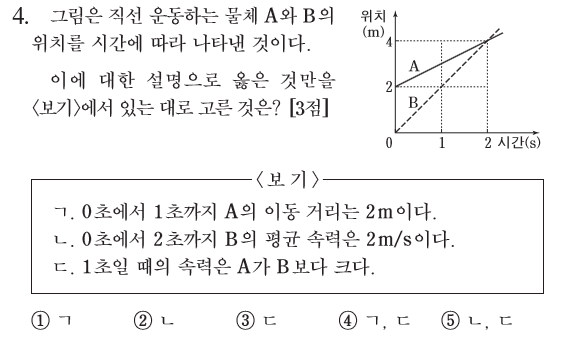 4. 그림은 직선 운동하는 물체 A와 B의
위치를 시간에 따라 나타낸 것이다.
이에 대한 설명으로 옳은 것만을
<보기>에서 있는 대로 고른 것은? [3점]
위치
(m)
4
A
2
B
0 1 2 시간(s)
<보 기>
ㄱ. 0초에서 1초까지 A의 이동 거리는 2m이다.
ㄴ. 0초에서 2초까지 B의 평균 속력은 2m/s이다.
ㄷ. 1초일 때의 속력은 A가 B보다 크다.
① ㄱ ② ㄴ ③ ㄷ ④ ㄱ, ㄷ ⑤ ㄴ, ㄷ